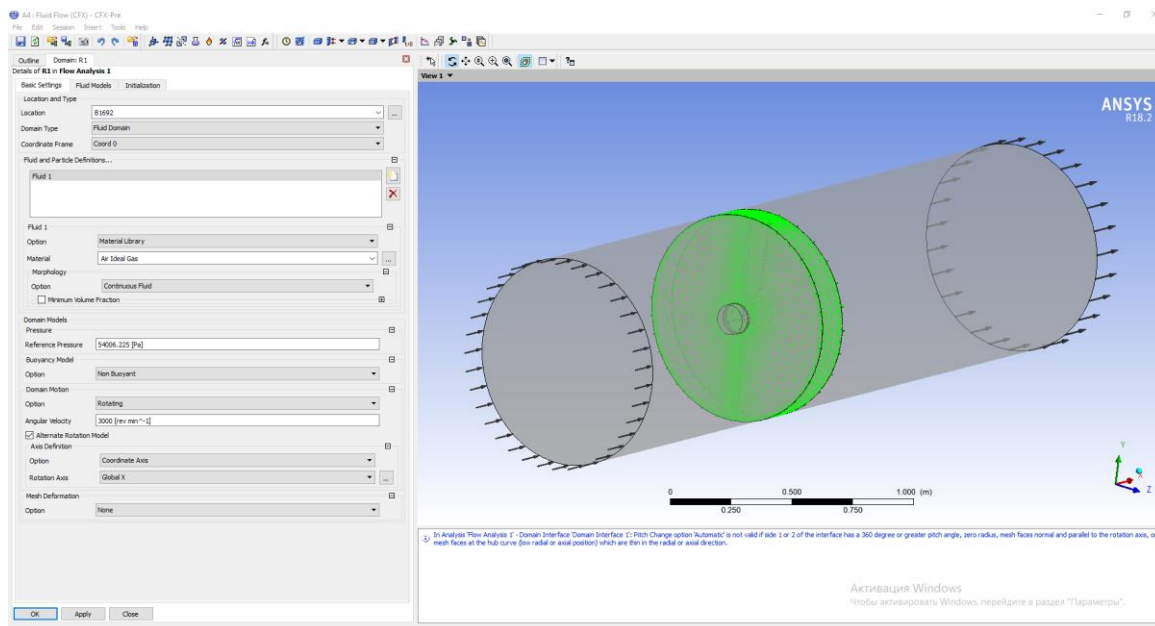 A4 : Fluid Flow (CFX) - CFX-Pre
File Edit Session Insert Tools Help
Outline Domain: R1
Details of R1 in Flow Analysis 1
Basic Settings Fluid Models Initialization
Location and Type
Location B1692
Domain Type Fluid Domain
Coordinate Frame Coord 0
Fluid and Particle Definitions...
Fluid 1
Fluid 1
Option Material Library
Material Air Ideal Gas
Morphology
Option Continuous Fluid
Minimum Volume Fraction
Domain Models
Pressure
Reference Pressure 54006.225 [Pa]
Buoyancy Model
Option Non Buoyant
Domain Motion
Option Rotating
Angular Velocity 3000 [rev min^-1]
Alternate Rotation Model
Axis Definition
Option Coordinate Axis
Rotation Axis Global X
Mesh Deformation
Option None
OK Apply Close
View 1
ANSYS
R18.2
Y
X
Z
0 0.500 1.000 (m)
0.250 0.750
In Analysis 'Flow Analysis 1' - Domain Interface 'Domain Interface 1': Pitch Change option 'Automatic' is not valid if side 1 or 2 of the interface has a 360 degree or greater pitch angle, zero radius, mesh faces normal and parallel to the rotation axis,
mesh faces at the hub curve (low radial or axial position) which are thin in the radial or axial direction.
Активация Windows
Чтобы активировать Windows, перейдите в раздел "Параметры".